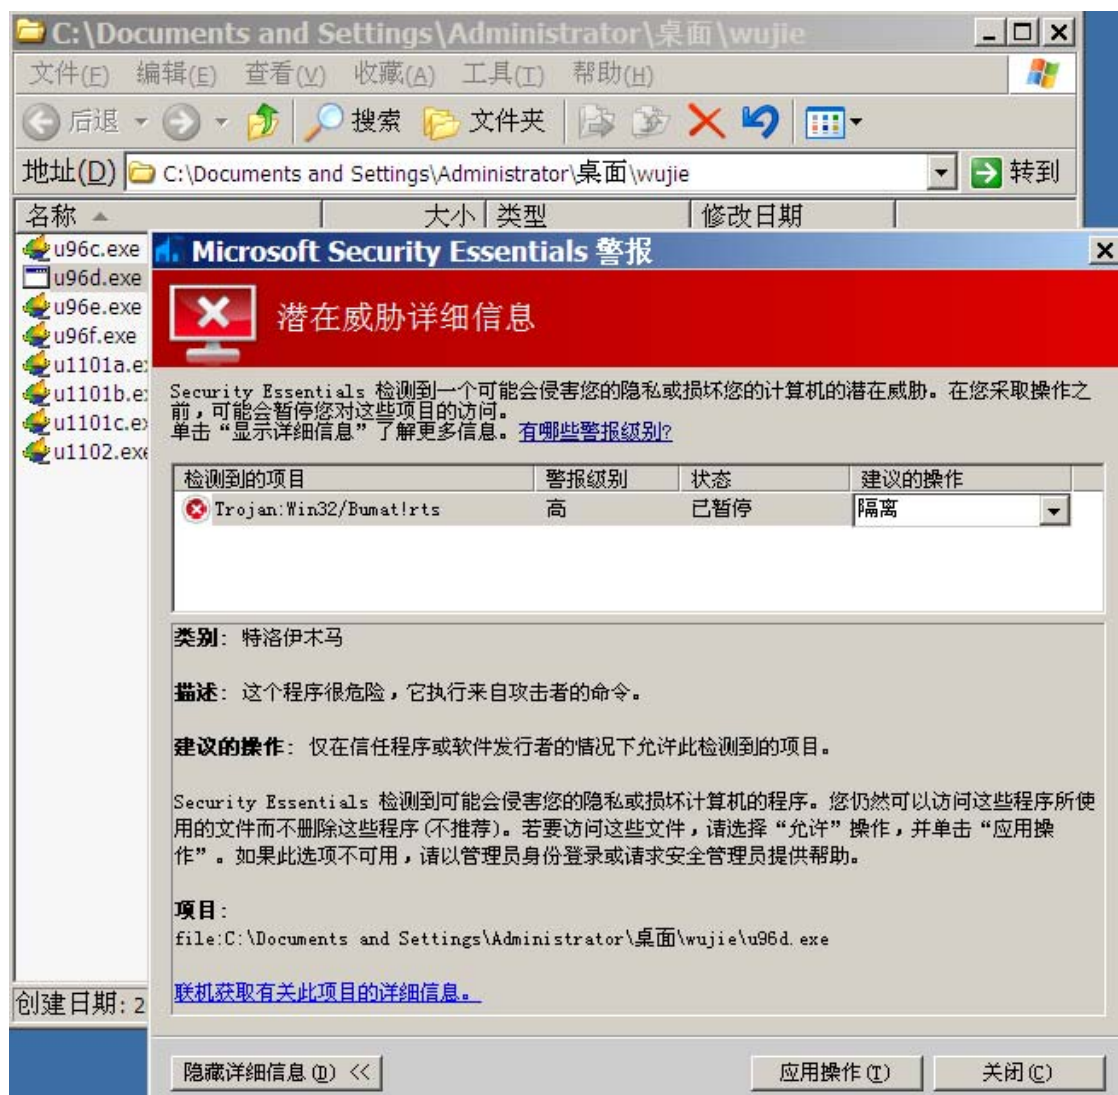 C:\Documents and Settings\Administrator\桌面\wujie
文件(F) 编辑(E) 查看(V) 收藏(A) 工具(T) 帮助(H)
后退 搜索 文件夹
地址(D) C:\Documents and Settings\Administrator\桌面\wujie 转到
名称 大小 类型 修改日期
u96c.exe
u96d.exe
u96e.exe
u96f.exe
u1101a.e
u1101b.e
u1101c.ex
u1102.exe
Microsoft Security Essentials 警报
潜在威胁详细信息
Security Essentials 检测到一个可能会侵害您的隐私或损坏您的计算机的潜在威胁。在您采取操作之
前，可能会暂停您对这些项目的访问。
单击“显示详细信息”了解更多信息。有哪些警报级别?
检测到的项目 警报级别 状态 建议的操作
Trojan:Win32/Bumat!rts 高 已暂停 隔离
类别: 特洛伊木马
描述: 这个程序很危险，它执行来自攻击者的命令。
建议的操作: 仅在信任程序或软件发行者的情况下允许此检测到的项目。
Security Essentials 检测到可能会侵害您的隐私或损坏计算机的程序。您仍然可以访问这些程序所使
用的文件而不删除这些程序(不推荐)。若要访问这些文件，请选择“允许”操作，并单击“应用操
作”。如果此选项不可用，请以管理员身份登录或请求安全管理员提供帮助。
项目:
file:C:\Documents and Settings\Administrator\桌面\wujie\u96d.exe
联机获取有关此项目的详细信息。
创建日期: 2
隐藏详细信息(D) << 应用操作(T) 关闭(C)